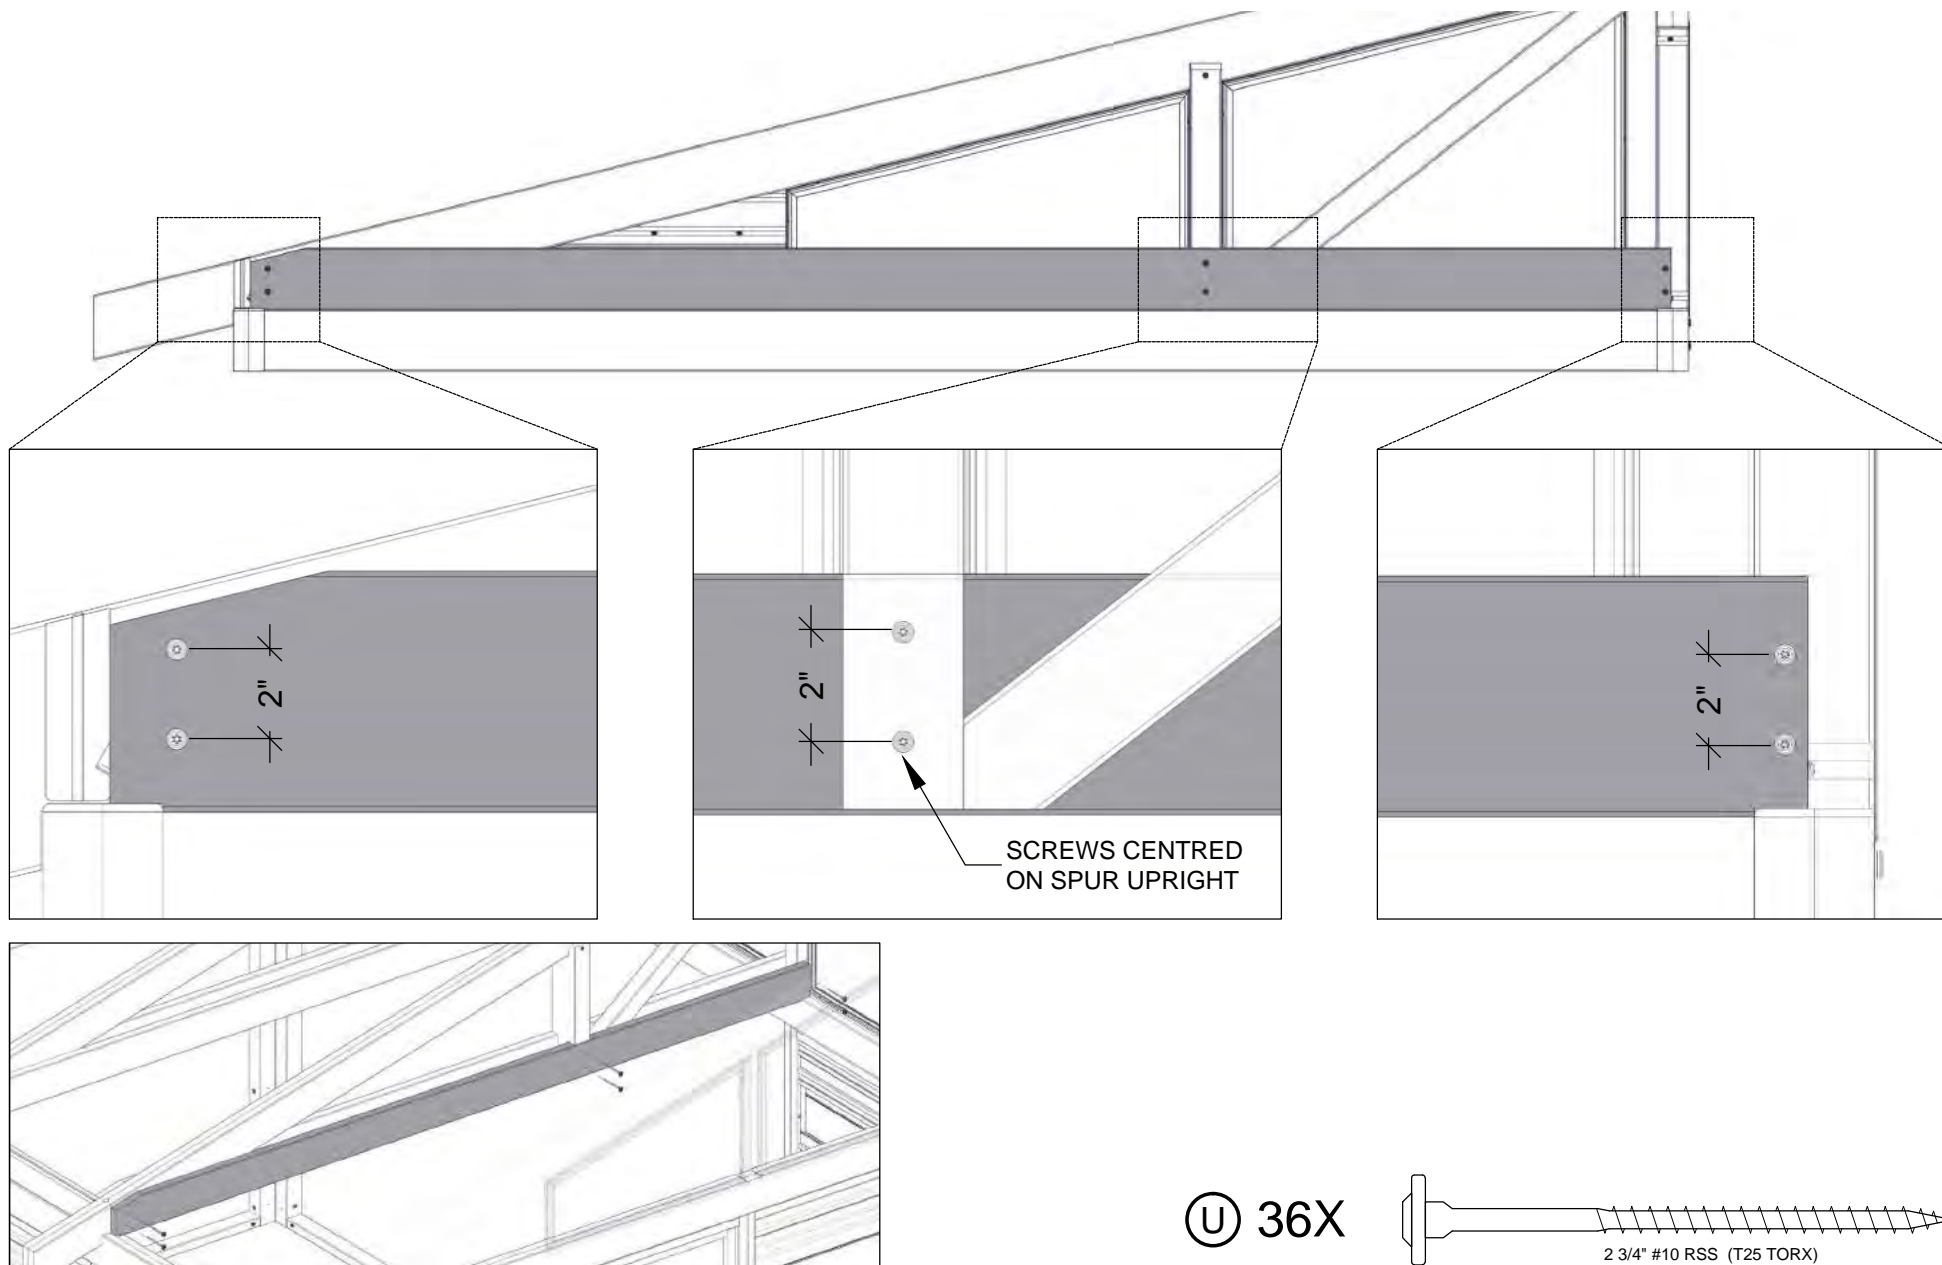 2"
2"
2"
SCREWS CENTRED
ON SPUR UPRIGHT
U 36X
2 3/4" #10 RSS (T25 TORX)